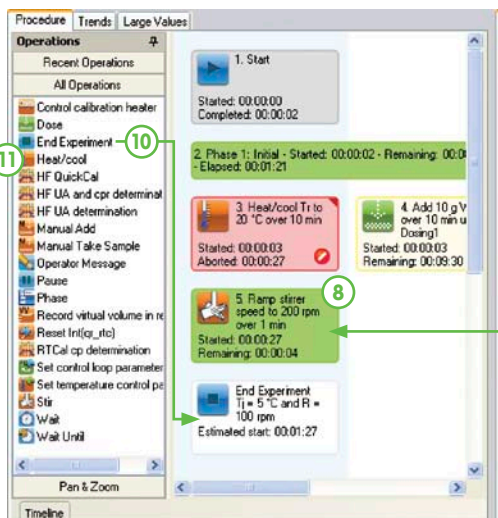 Procedure Trends Large Values
Operations
Recent Operations
All Operations
Control calibration heater
Dose
End Experiment
10
11
Heat/cool
HF QuickCal
HF UA and cpr determinat
HF UA determination
Manual Add
Manual Take Sample
Operator Message
Pause
Phase
Record virtual volume in re
Reset Int(qr_rtc)
RTCal cp determination
Set control loop parameter
Set temperature control pa
Stir
Wait
Wait Until
Pan & Zoom
Timeline
1. Start
Started: 00:00:00
Completed: 00:00:02
2. Phase 1: Initial - Started: 00:00:02 - Remaining: 00:0
- Elapsed: 00:01:21
3. Heat/cool Tr to
20 °C over 10 min
Started: 00:00:03
Aborted: 00:00:27
4. Add 10 g V
over 10 min u
Dosing1
Started: 00:00:03
Remaining: 00:09:30
8
5. Ramp stirrer
speed to 200 rpm
over 1 min
Started: 00:00:27
Remaining: 00:00:04
End Experiment
Tj = 5 °C and R =
100 rpm
Estimated start: 00:01:27